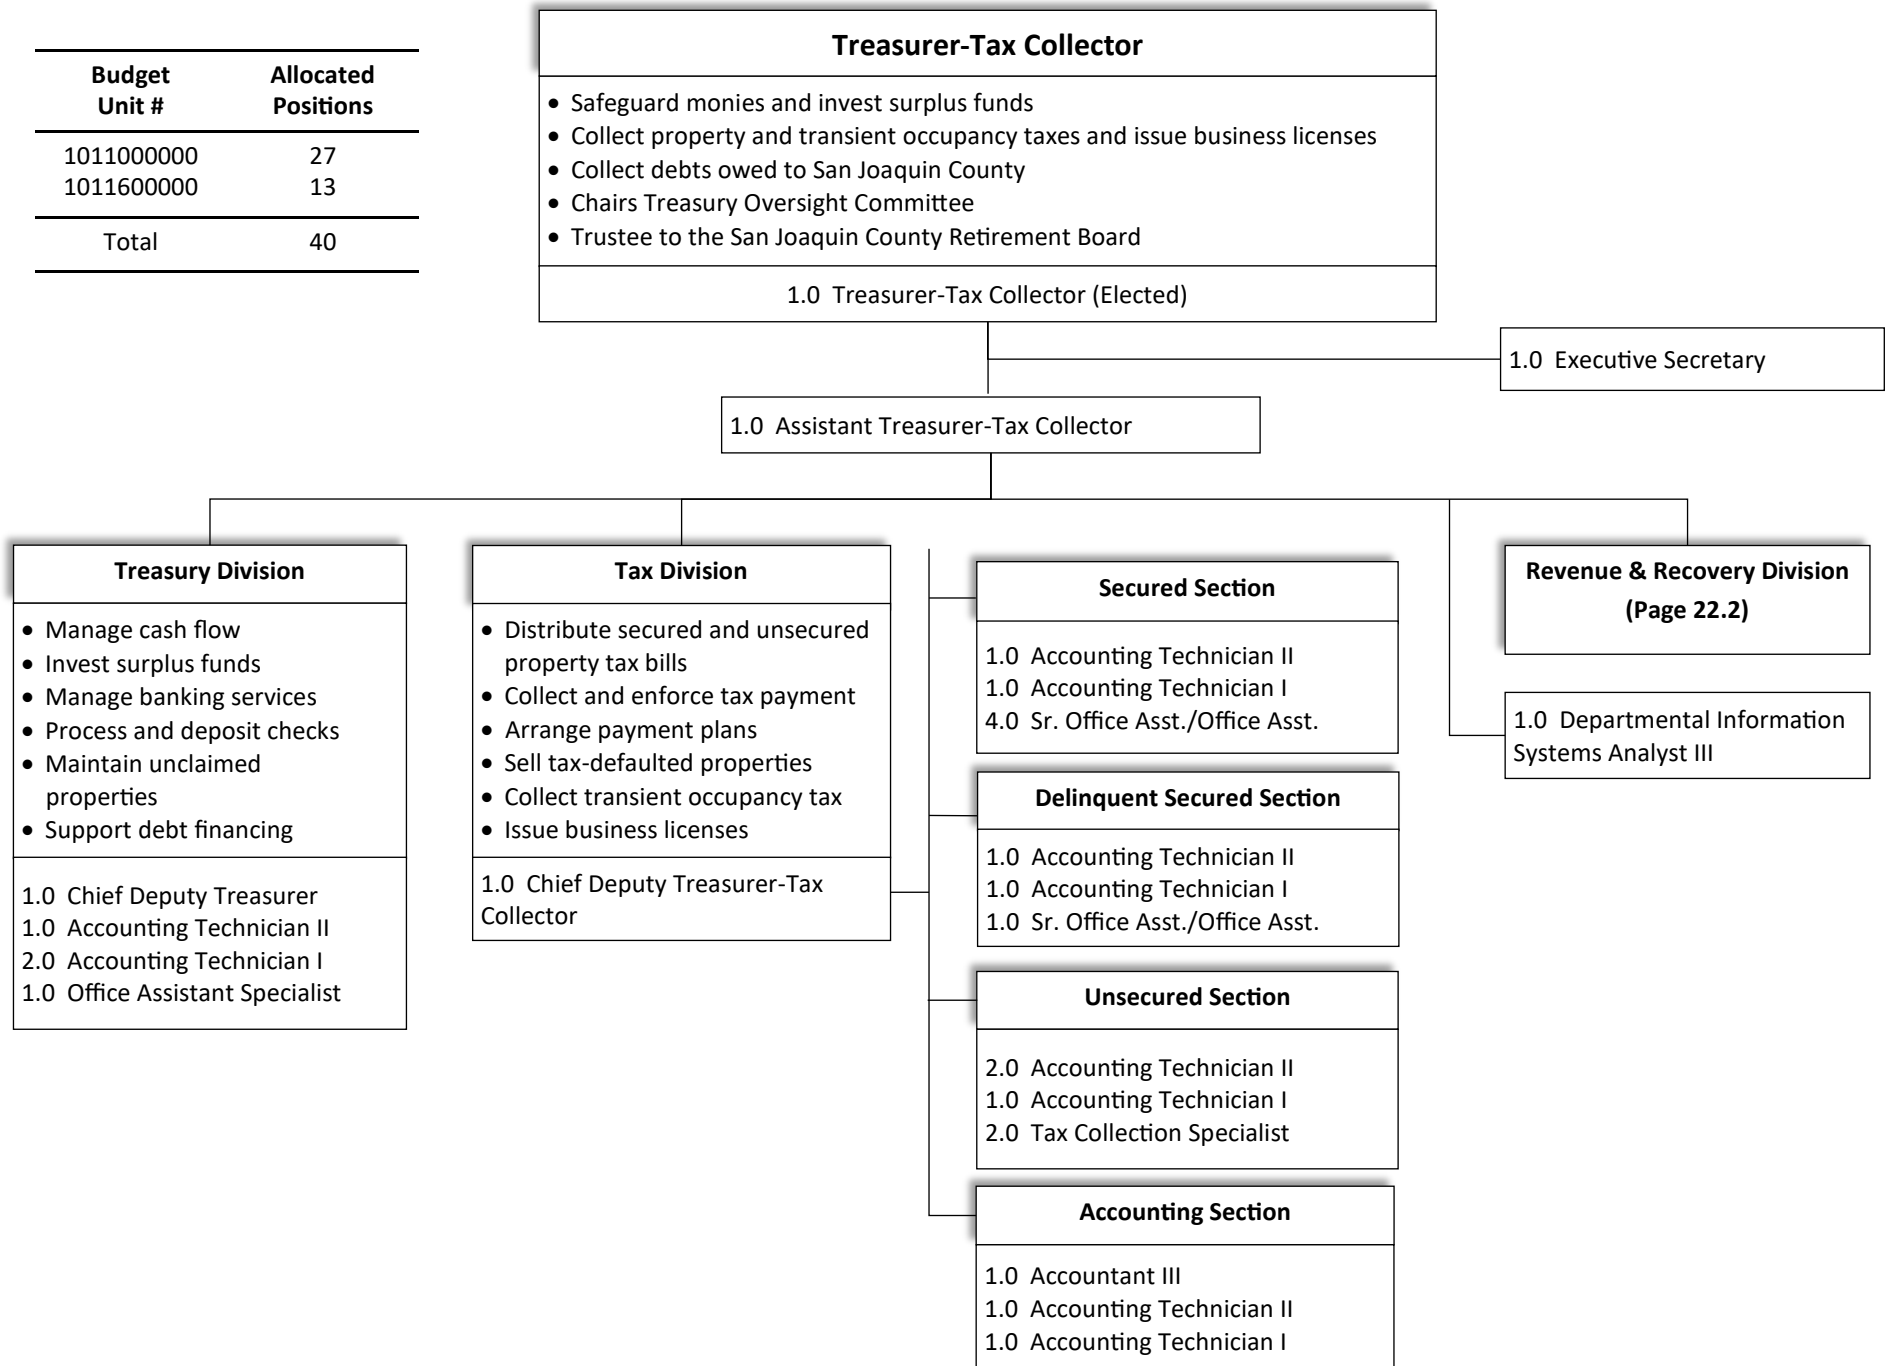 Budget Unit # Allocated Positions
1011000000 27
1011600000 13
Total 40
Treasurer-Tax Collector
• Safeguard monies and invest surplus funds
• Collect property and transient occupancy taxes and issue business licenses
• Collect debts owed to San Joaquin County
• Chairs Treasury Oversight Committee
• Trustee to the San Joaquin County Retirement Board
1.0 Treasurer-Tax Collector (Elected)
1.0 Executive Secretary
1.0 Assistant Treasurer-Tax Collector
Treasury Division
• Manage cash flow
• Invest surplus funds
• Manage banking services
• Process and deposit checks
• Maintain unclaimed
properties
• Support debt financing
1.0 Chief Deputy Treasurer
1.0 Accounting Technician II
2.0 Accounting Technician I
1.0 Office Assistant Specialist
Tax Division
• Distribute secured and unsecured
property tax bills
• Collect and enforce tax payment
• Arrange payment plans
• Sell tax-defaulted properties
• Collect transient occupancy tax
• Issue business licenses
1.0 Chief Deputy Treasurer-Tax
Collector
Secured Section
1.0 Accounting Technician II
1.0 Accounting Technician I
4.0 Sr. Office Asst./Office Asst.
Delinquent Secured Section
1.0 Accounting Technician II
1.0 Accounting Technician I
1.0 Sr. Office Asst./Office Asst.
Unsecured Section
2.0 Accounting Technician II
1.0 Accounting Technician I
2.0 Tax Collection Specialist
Accounting Section
1.0 Accountant III
1.0 Accounting Technician II
1.0 Accounting Technician I
Revenue & Recovery Division
(Page 22.2)
1.0 Departmental Information
Systems Analyst III